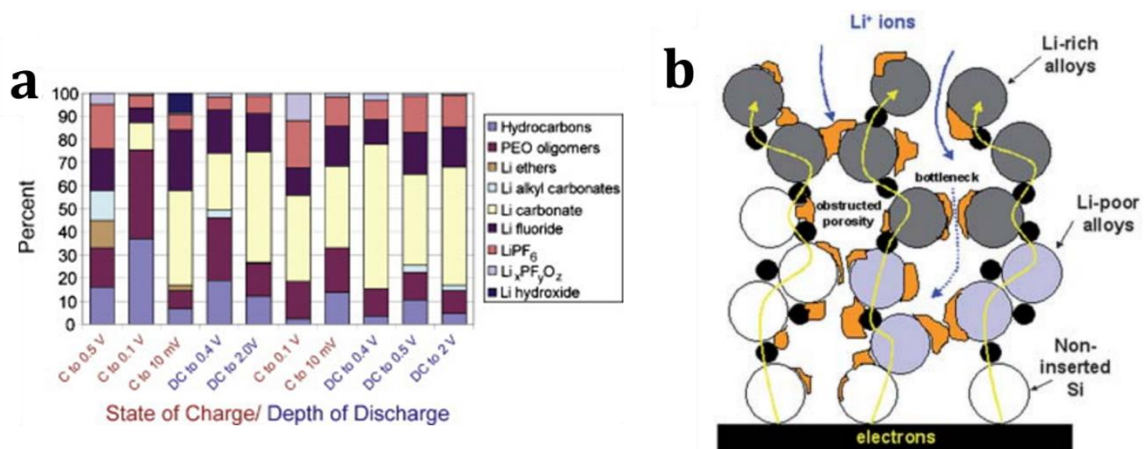 a
100
90
80
70
60
50
40
30
20
10
0
Percent
C to 0.5 V
C to 0.1 V
C to 10 mV
DC to 0.4 V
DC to 2.0V
C to 0.1 V
C to 10 mV
DC to 0.4 V
DC to 0.5 V
DC to 2 V
State of Charge/ Depth of Discharge
Hydrocarbons
PEO oligomers
Li ethers
Li alkyl carbonates
Li carbonate
Li fluoride
LiPF₆
LiₓPFᵧO_z
Li hydroxide
b
Li⁺ ions
Li-rich
alloys
bottleneck
obstructed
porosity
Li-poor
alloys
Non-
inserted
Si
electrons